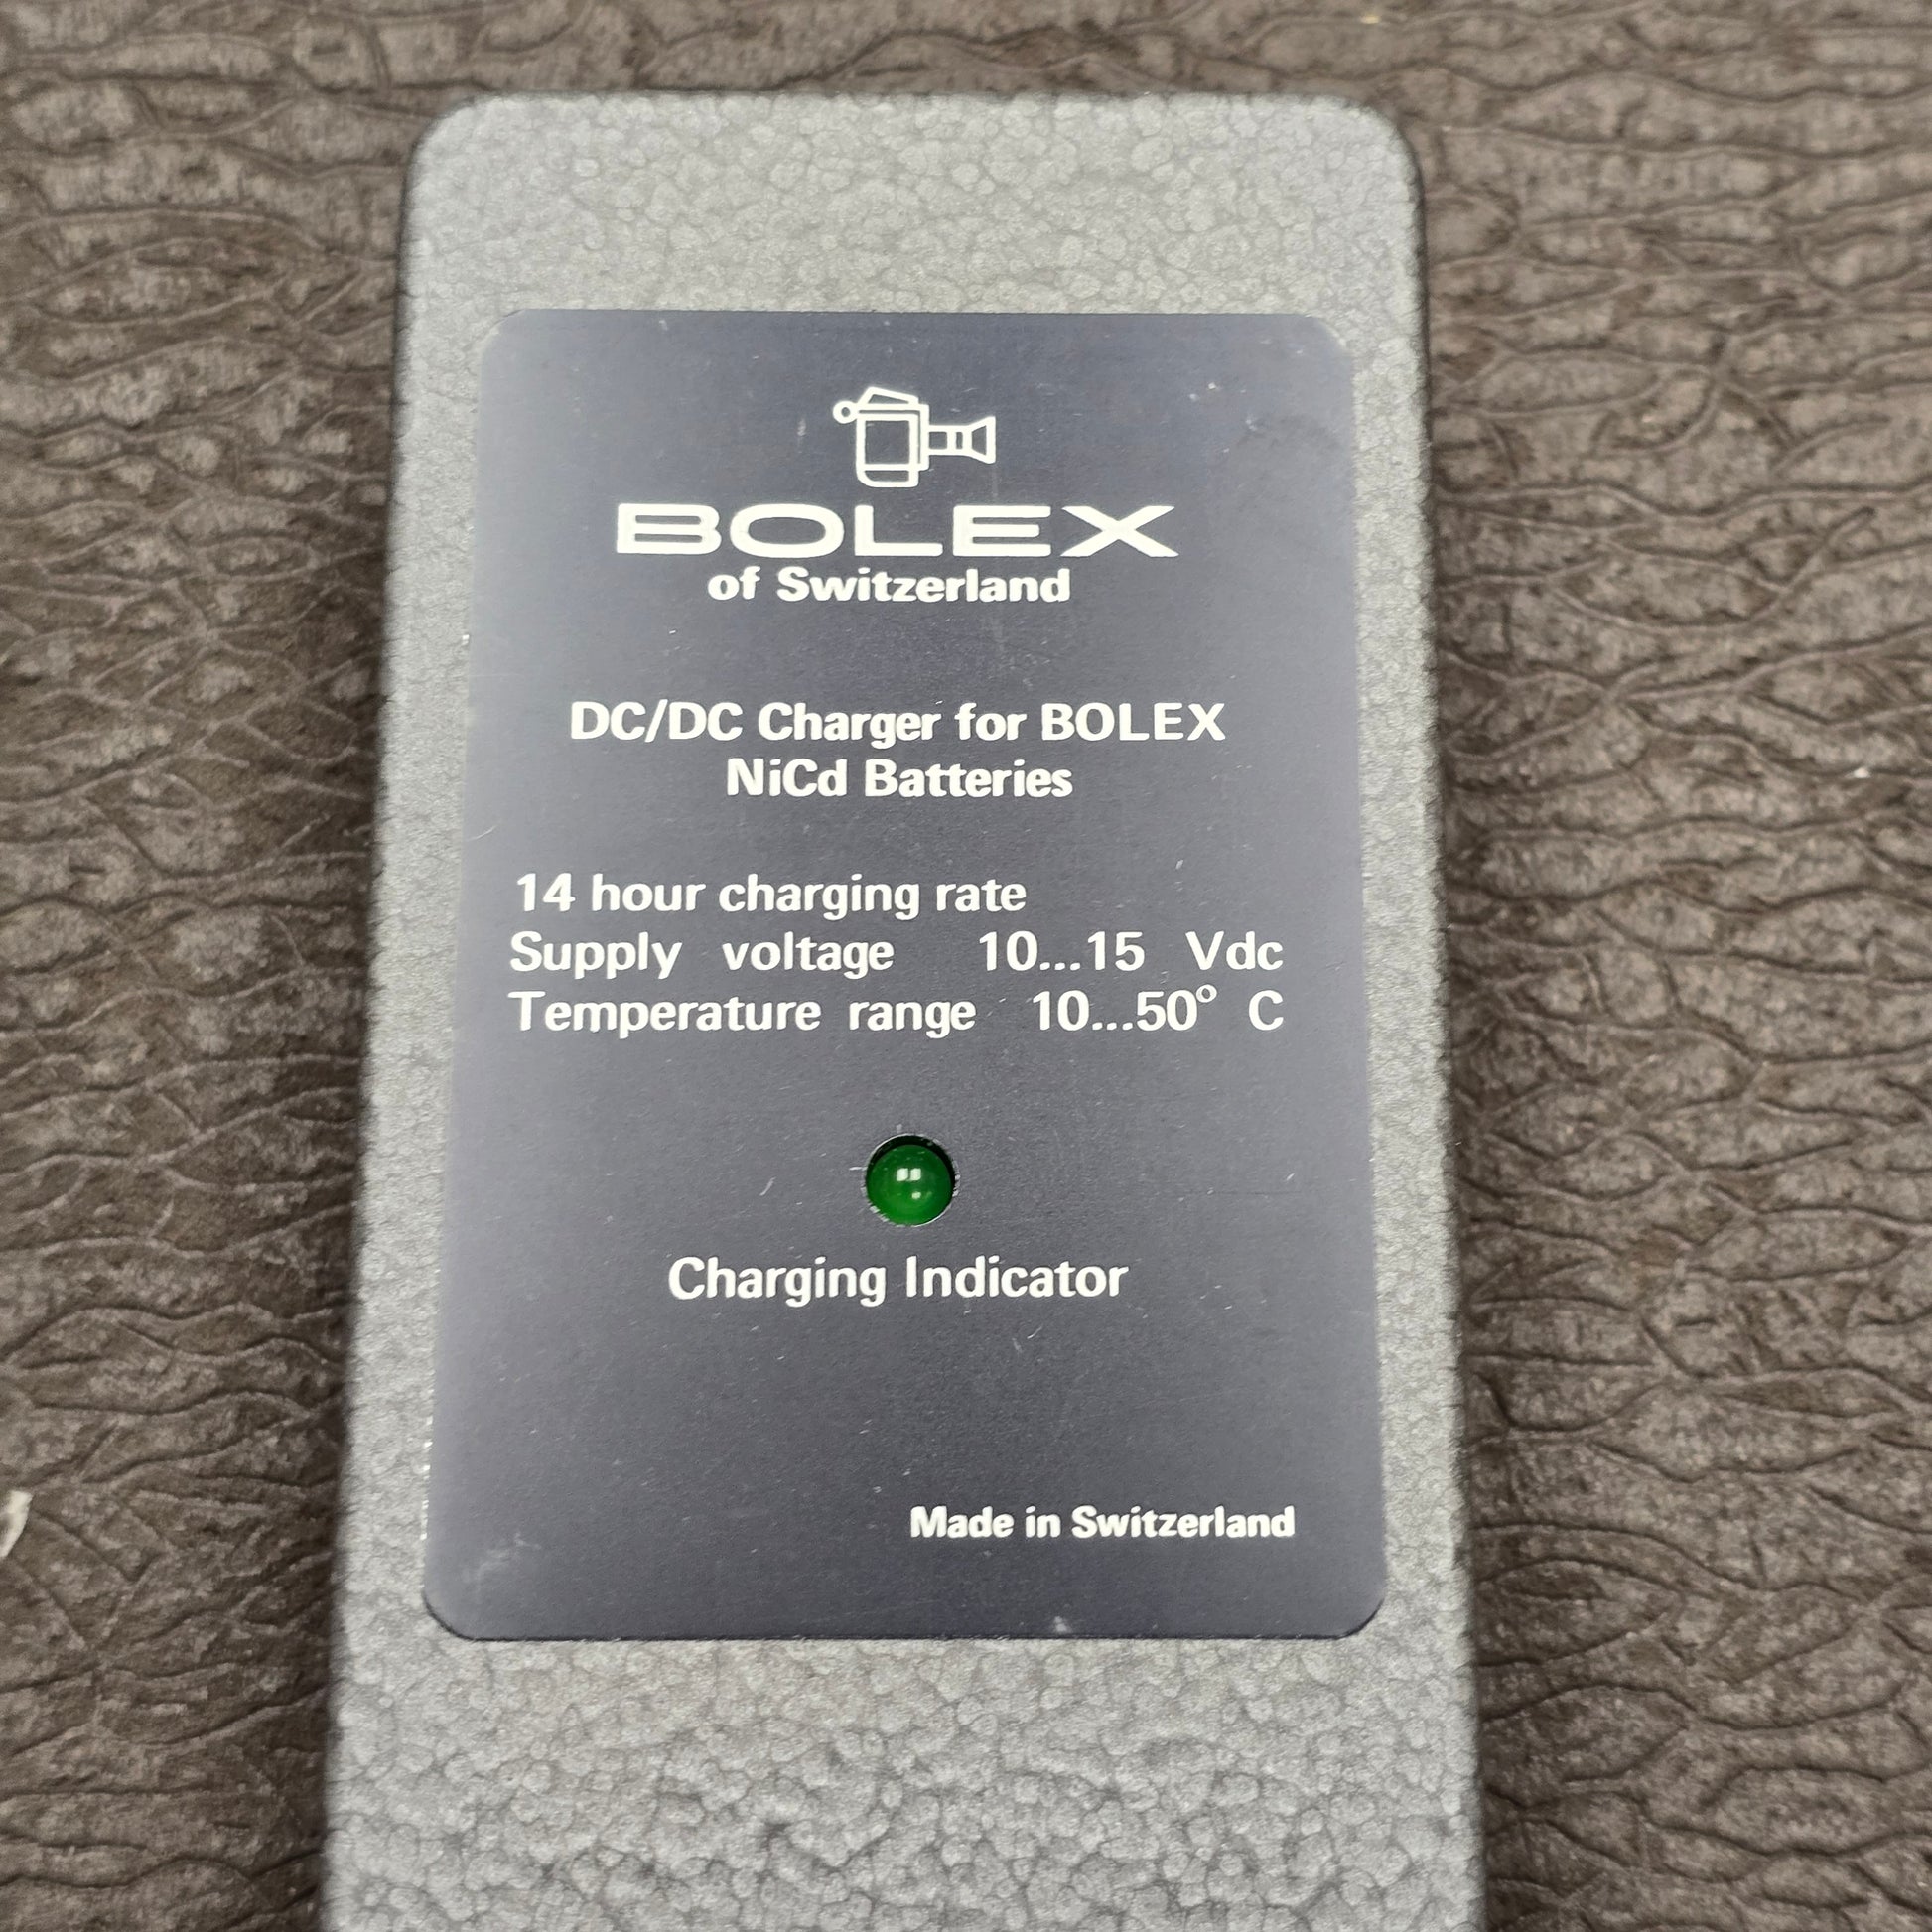 BOLEX
of Switzerland
DC/DC Charger for BOLEX
NiCd Batteries
14 hour charging rate
Supply voltage 10...15 Vdc
Temperature range 10...50° C
Charging Indicator
Made in Switzerland